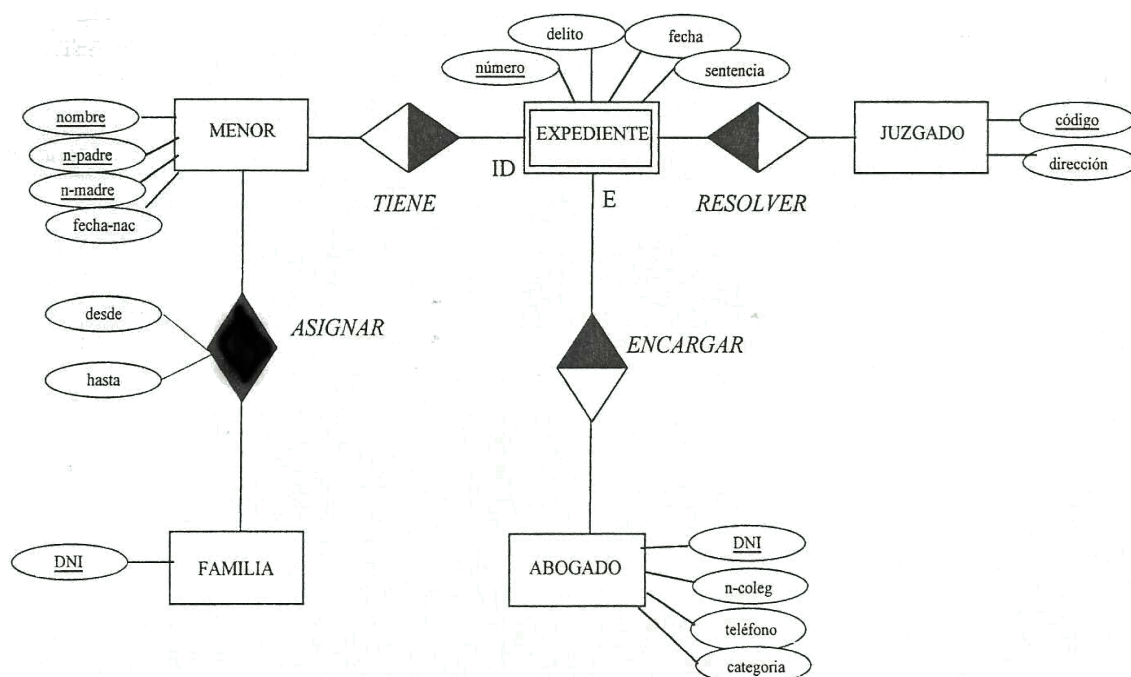 delito
fecha
número
sentencia
nombre
MENOR
EXPEDIENTE
JUZGADO
código
n-padre
dirección
n-madre
ID
TIENE
E
RESOLVER
fecha-nac
desde
ASIGNAR
ENCARGAR
hasta
DNI
FAMILIA
ABOGADO
DNI
n-coleg
teléfono
categoria